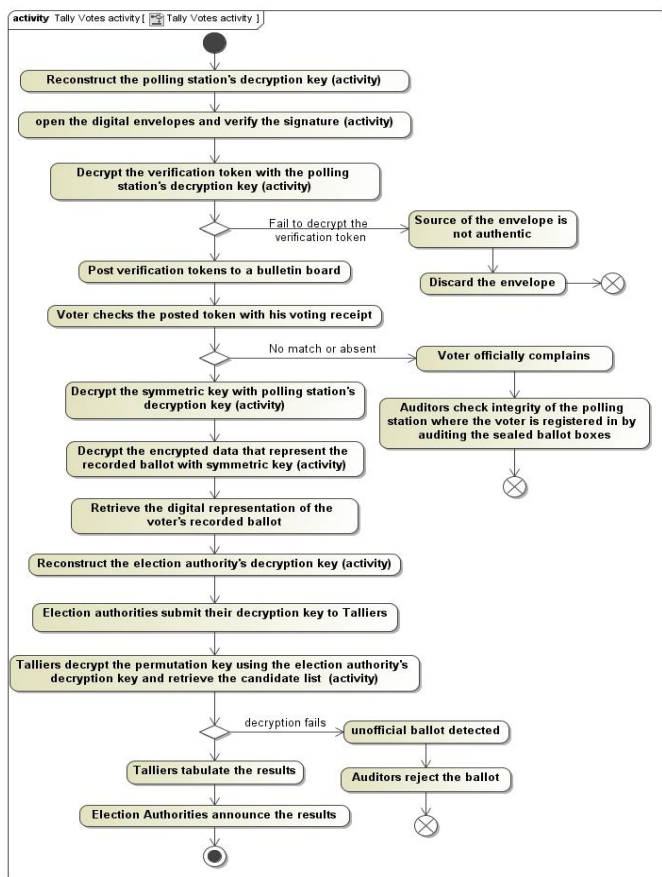 activity Tally Votes activity [ Tally Votes activity ]
Reconstruct the polling station's decryption key (activity)
open the digital envelopes and verify the signature (activity)
Decrypt the verification token with the polling
station's decryption key (activity)
Fail to decrypt the
verification token
Source of the envelope is
not authentic
Discard the envelope
Post verification tokens to a bulletin board
Voter checks the posted token with his voting receipt
No match or absent
Voter officially complains
Auditors check integrity of the polling
station where the voter is registered in by
auditing the sealed ballot boxes
Decrypt the symmetric key with polling station's
decryption key (activity)
Decrypt the encrypted data that represent the
recorded ballot with symmetric key (activity)
Retrieve the digital representation of the
voter's recorded ballot
Reconstruct the election authority's decryption key (activity)
Election authorities submit their decryption key to Talliers
Talliers decrypt the permutation key using the election authority's
decryption key and retrieve the candidate list (activity)
decryption fails
unofficial ballot detected
Auditors reject the ballot
Talliers tabulate the results
Election Authorities announce the results